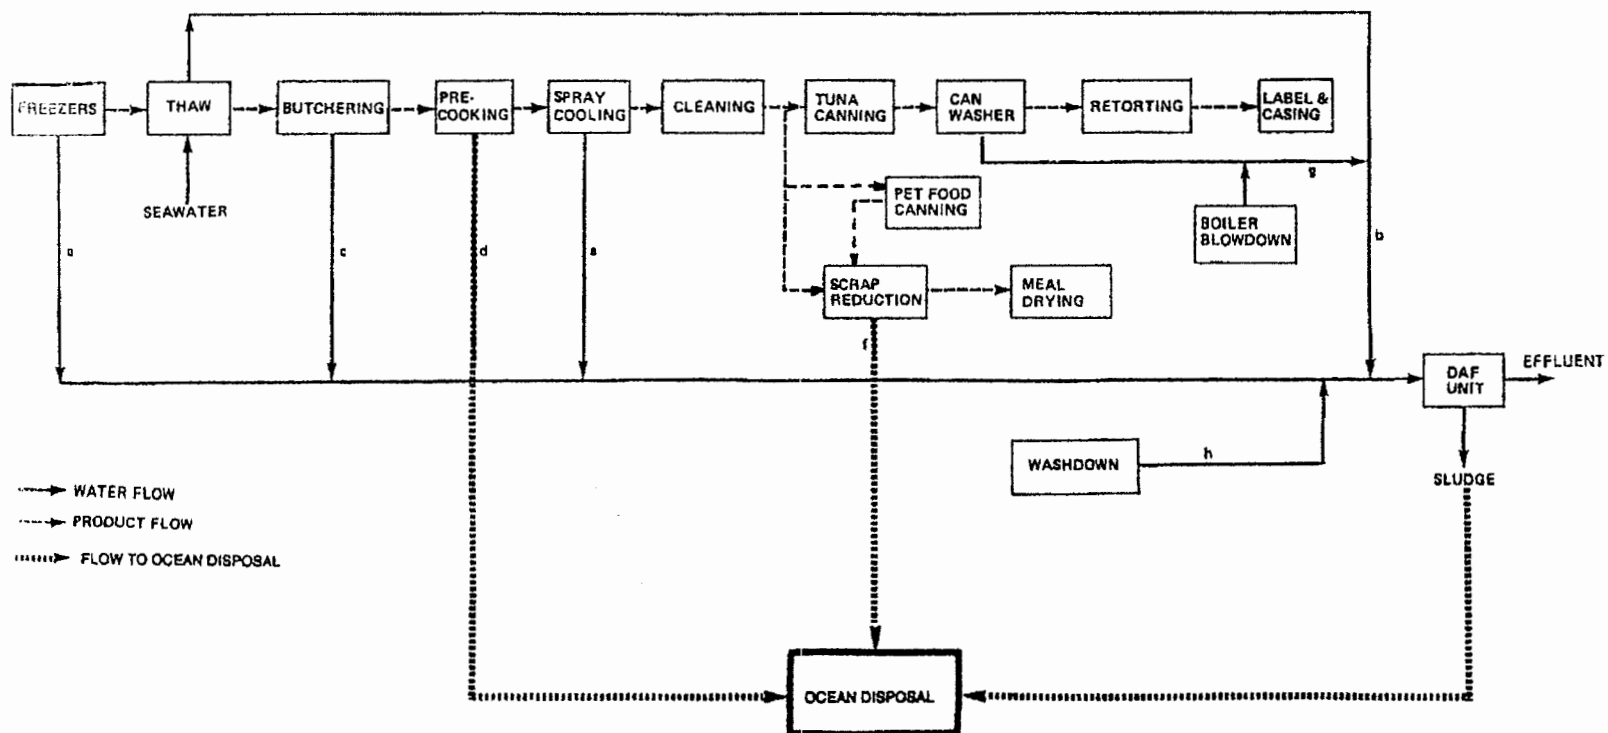 FREEZERS
THAW
BUTCHERING
PRE-
COOKING
SPRAY
COOLING
CLEANING
TUNA
CANNING
CAN
WASHER
RETORTING
LABEL &
CASING
SEAWATER
PET FOOD
CANNING
BOILER
BLOWDOWN
g
a
c
d
e
b
SCRAP
REDUCTION
MEAL
DRYING
f
DAF
UNIT
EFFLUENT
WASHDOWN
h
SLUDGE
WATER FLOW
PRODUCT FLOW
FLOW TO OCEAN DISPOSAL
OCEAN DISPOSAL